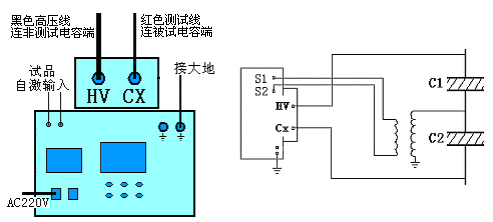 黑色高压线
连非测试电容端
红色测试线
连被试电容端
试品
自激输入
接大地
HV CX
AC220V
S1
S2
HV
Cx
C1
C2